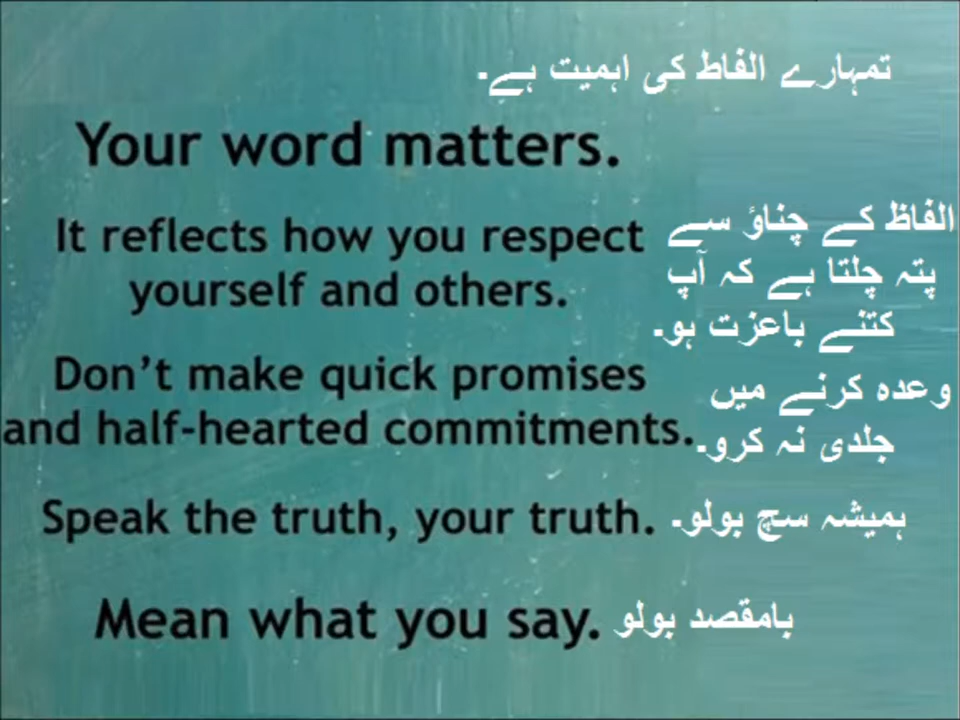 تمہارے الفاط کی اہمیت ہے۔
Your word matters.
It reflects how you respect
yourself and others.
الفاظ کے چناؤ سے
پتہ چلتا ہے کہ آپ
کتنے باعزت ہو۔
Don't make quick promises
and half-hearted commitments.
وعدہ کرنے میں
جلدی نہ کرو۔
Speak the truth, your truth.
ہمیشہ سچ بولو۔
Mean what you say.
بامقصد بولو